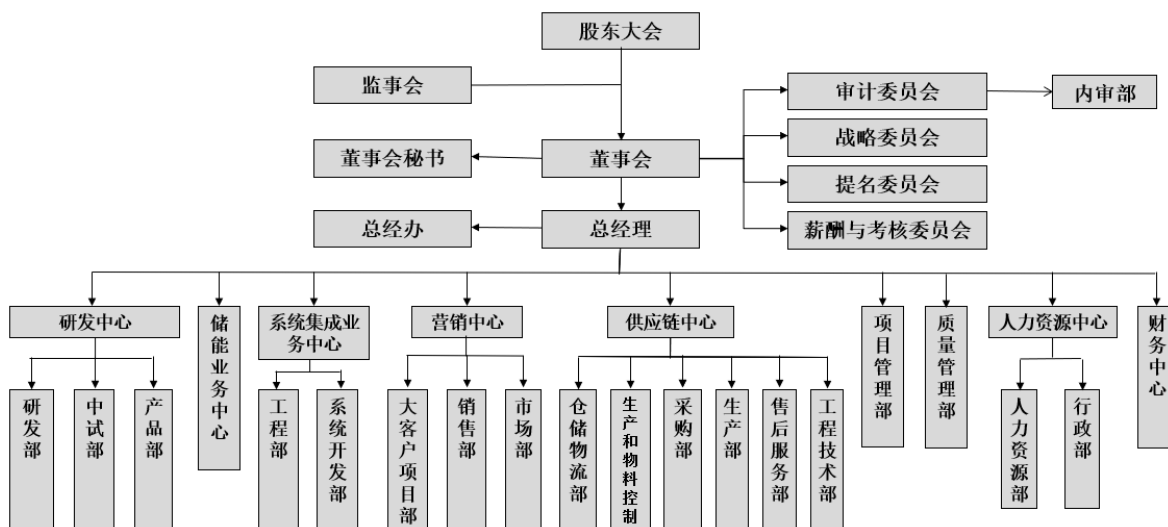 股东大会
监事会
审计委员会
内审部
战略委员会
董事会秘书
董事会
提名委员会
总经办
总经理
薪酬与考核委员会
研发中心
储能业务中心
系统集成业
务中心
营销中心
供应链中心
项目管理部
质量管理部
人力资源中心
财务中心
研发部
中试部
产品部
工程部
系统开发部
大客户项目部
销售部
市场部
仓储物流部
生产和物料控制
采购部
生产部
售后服务部
工程技术部
人力资源部
行政部